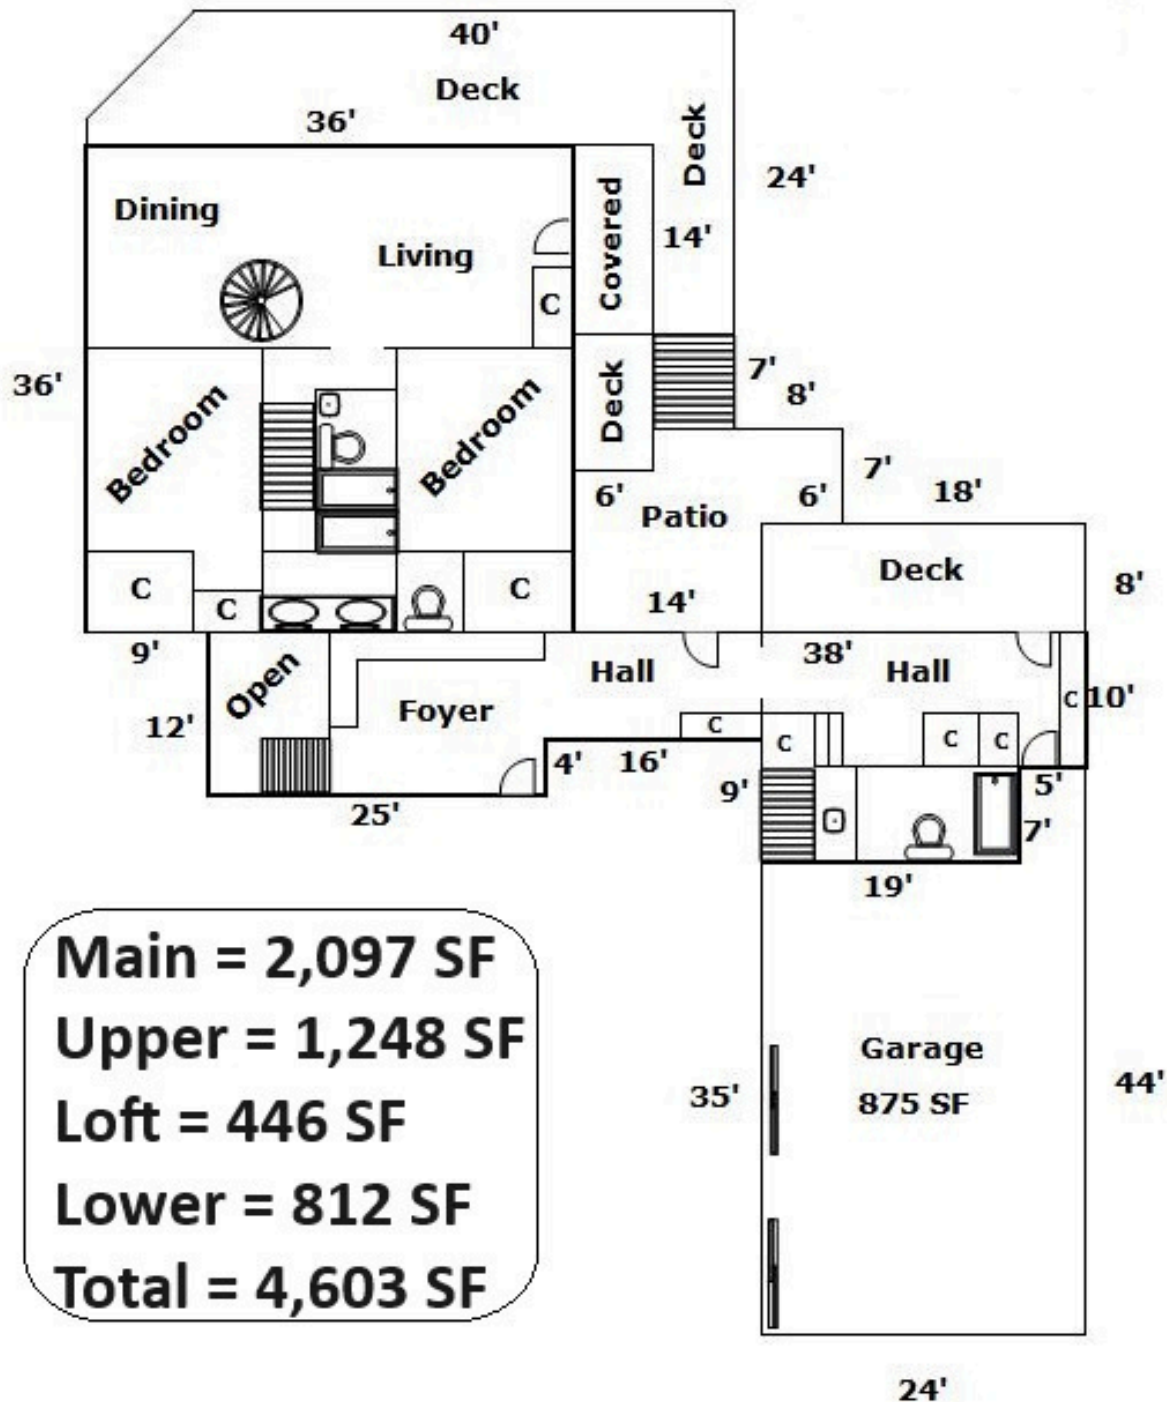 40'
Deck
36'
Deck
24'
Dining
Covered
14'
Living
C
36'
Deck
7'
8'
Bedroom
Bedroom
7'
6'
6'
18'
Patio
Deck
C
C
C
14'
8'
9'
Open
Hall
38'
Hall
C
10'
12'
Foyer
C
C
C
C
4'
16'
9'
5'
25'
7'
19'
Main = 2,097 SF
Upper = 1,248 SF
Loft = 446 SF
Lower = 812 SF
Total = 4,603 SF
Garage
875 SF
35'
44'
24'